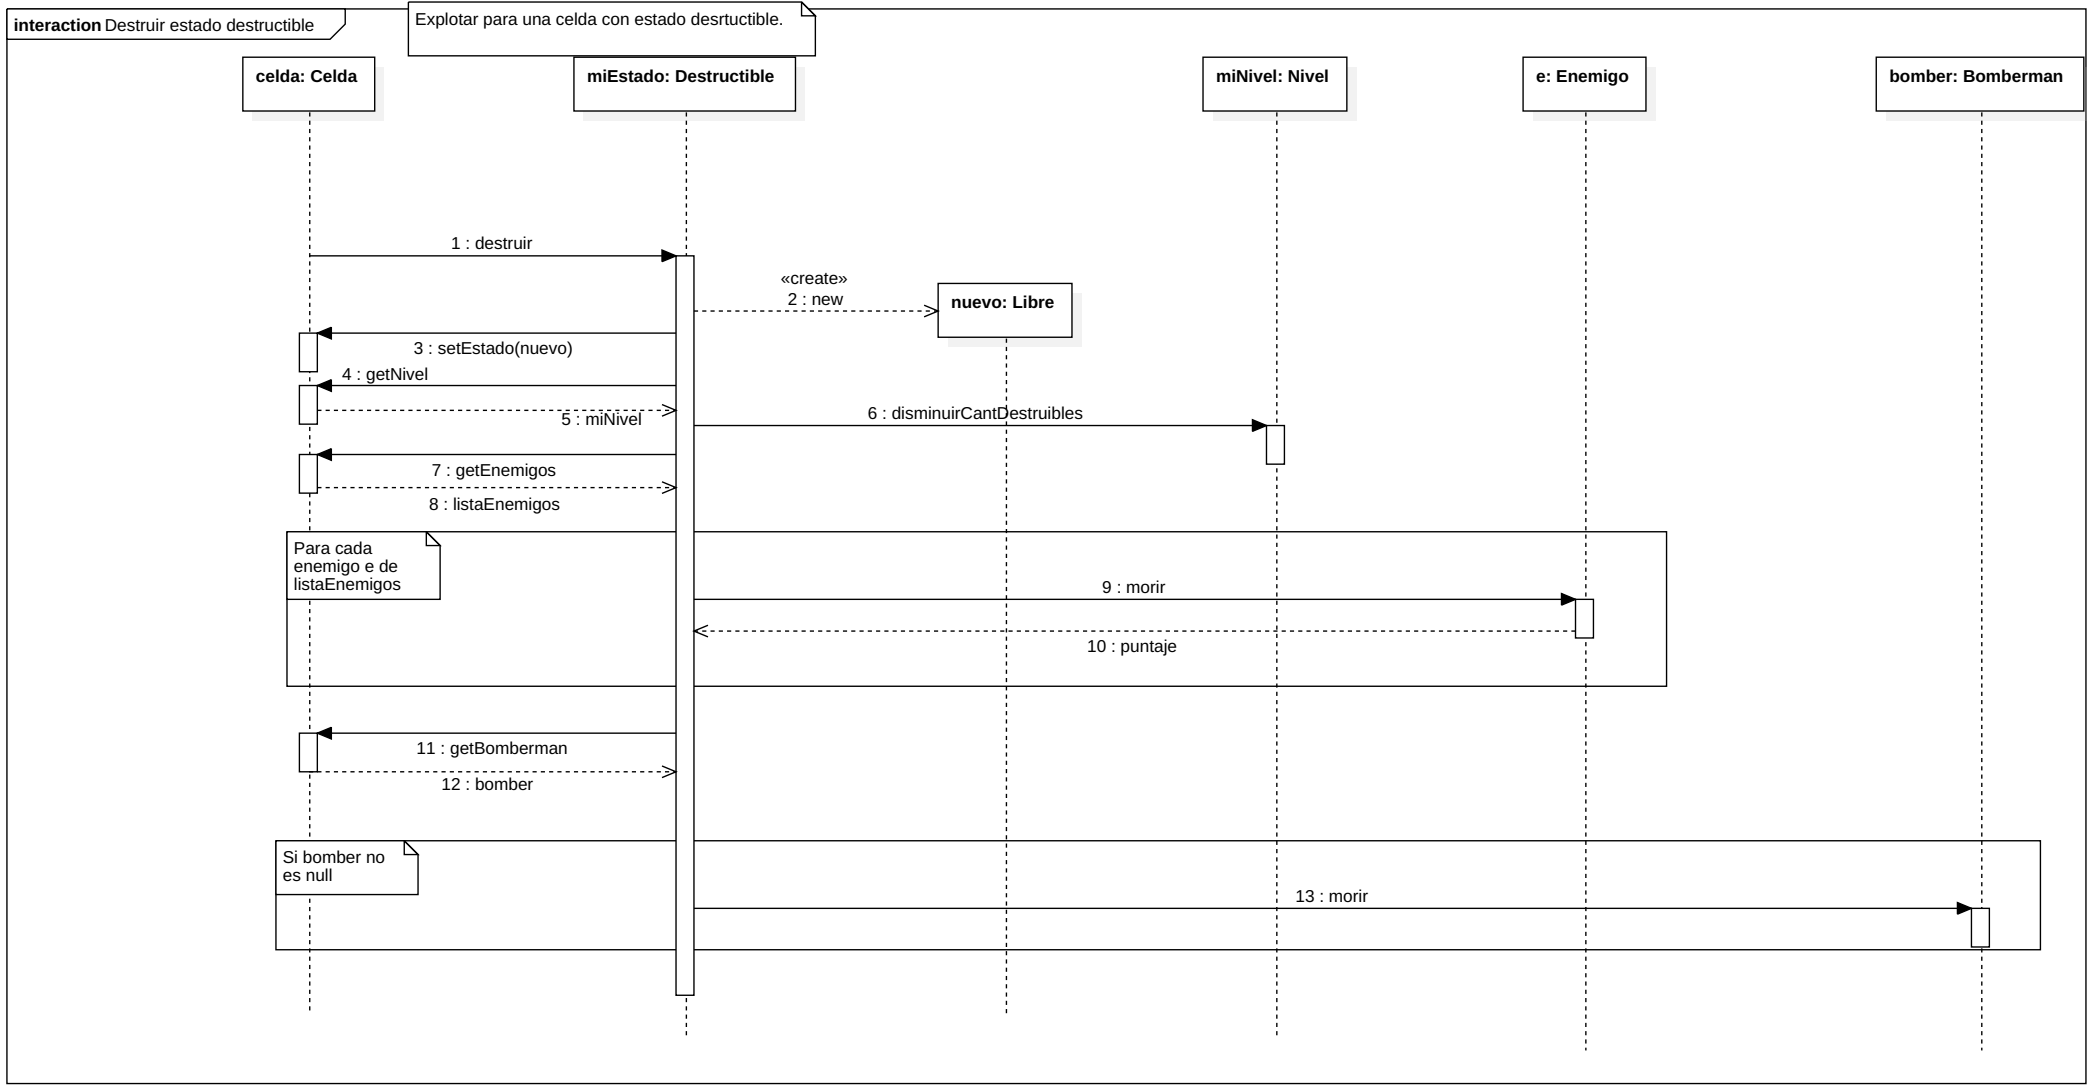 interaction Destruir estado destructible
Explotar para una celda con estado desrtuctible.
celda: Celda
miEstado: Destructible
miNivel: Nivel
e: Enemigo
bomber: Bomberman
1 : destruir
«create»
2 : new
nuevo: Libre
3 : setEstado(nuevo)
4 : getNivel
5 : miNivel
6 : disminuirCantDestruibles
7 : getEnemigos
8 : listaEnemigos
Para cada
enemigo e de
listaEnemigos
9 : morir
10 : puntaje
11 : getBomberman
12 : bomber
Si bomber no
es null
13 : morir